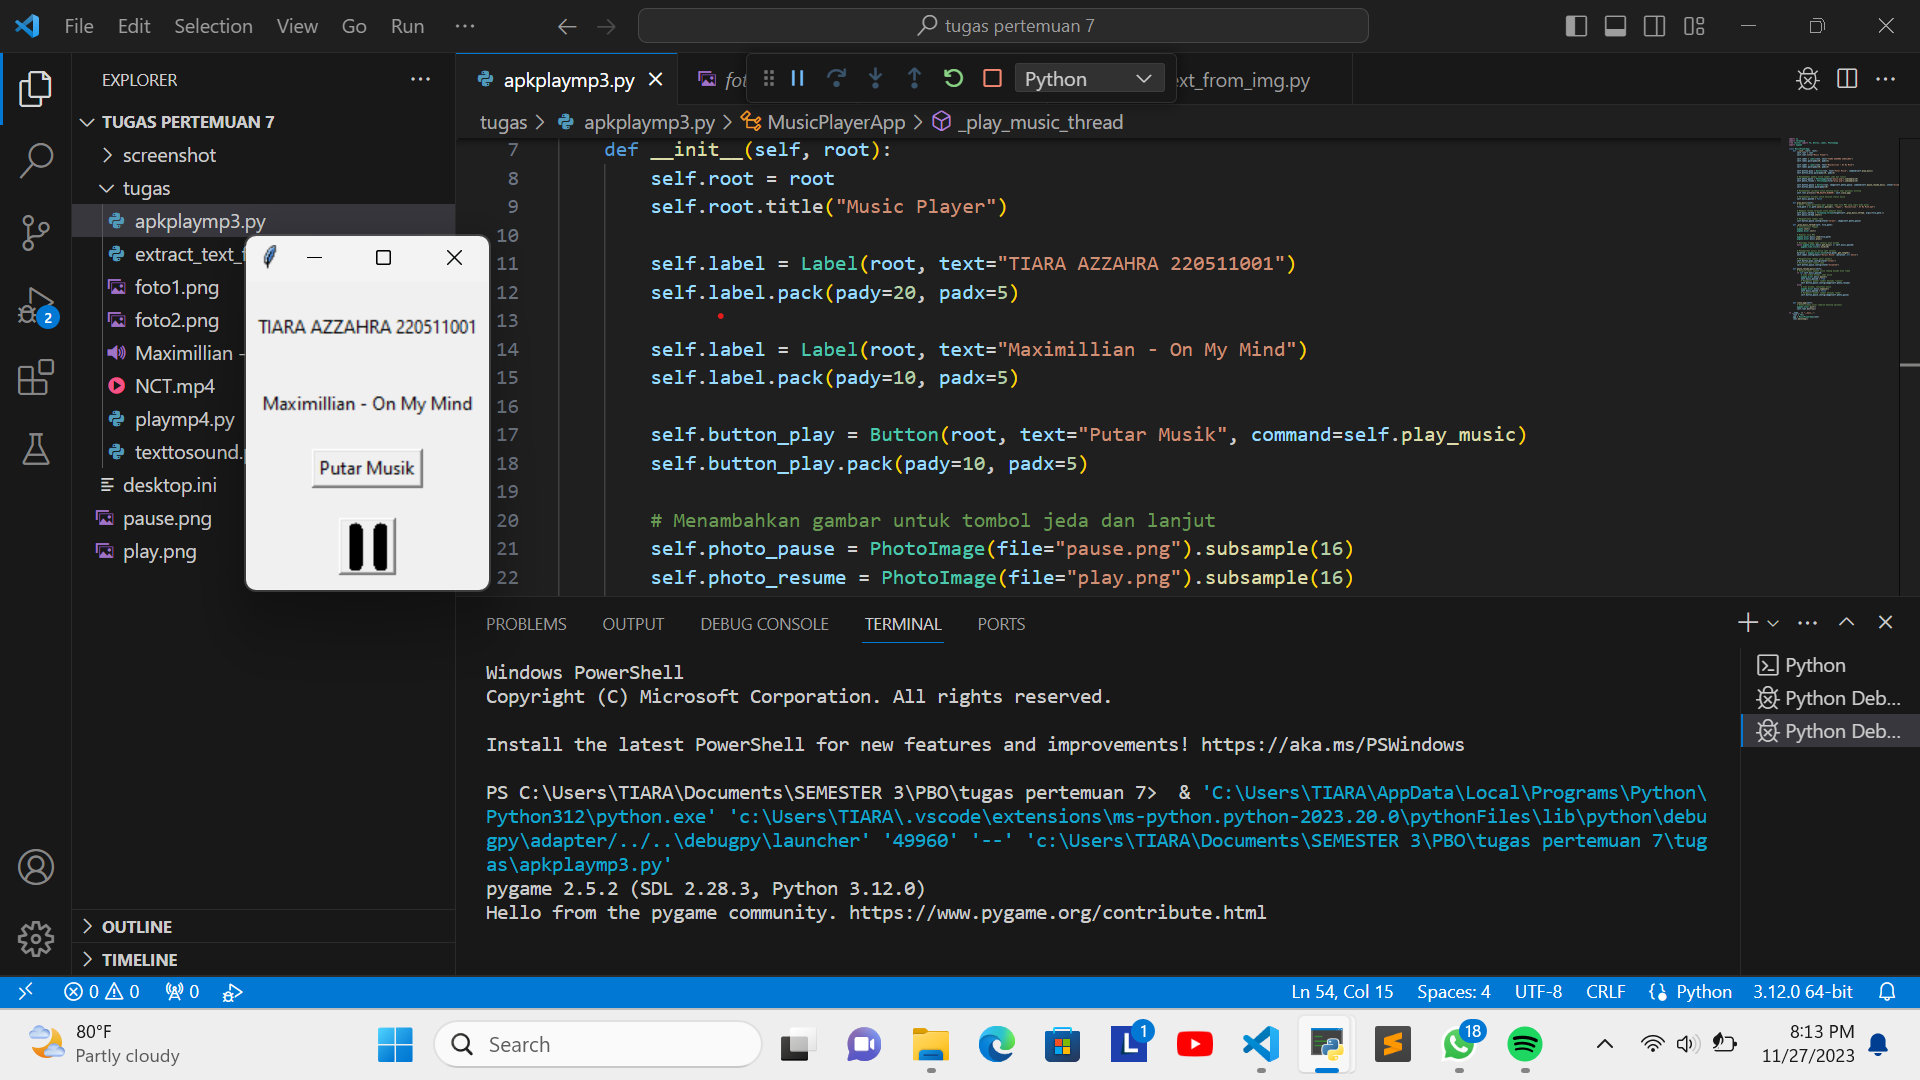 File Edit Selection View Go Run ···
tugas pertemuan 7
EXPLORER
TUGAS PERTEMUAN 7
screenshot
tugas
apkplaymp3.py
extract_text_f
foto1.png
foto2.png
Maximillian -
NCT.mp4
playmp4.py
texttosound.
desktop.ini
pause.png
play.png
OUTLINE
TIMELINE
2
TIARA AZZAHRA 220511001
Maximillian - On My Mind
Putar Musik
apkplaymp3.py
fot
Python
ext_from_img.py
tugas > apkplaymp3.py > MusicPlayerApp > _play_music_thread
7 def __init__(self, root):
8 self.root = root
9 self.root.title("Music Player")
10
11 self.label = Label(root, text="TIARA AZZAHRA 220511001")
12 self.label.pack(pady=20, padx=5)
13
14 self.label = Label(root, text="Maximillian - On My Mind")
15 self.label.pack(pady=10, padx=5)
16
17 self.button_play = Button(root, text="Putar Musik", command=self.play_music)
18 self.button_play.pack(pady=10, padx=5)
19
20 # Menambahkan gambar untuk tombol jeda dan lanjut
21 self.photo_pause = PhotoImage(file="pause.png").subsample(16)
22 self.photo_resume = PhotoImage(file="play.png").subsample(16)
PROBLEMS OUTPUT DEBUG CONSOLE TERMINAL PORTS
Windows PowerShell
Copyright (C) Microsoft Corporation. All rights reserved.
Install the latest PowerShell for new features and improvements! https://aka.ms/PSWindows
PS C:\Users\TIARA\Documents\SEMESTER 3\PBO\tugas pertemuan 7>  & 'C:\Users\TIARA\AppData\Local\Programs\Python\
Python312\python.exe' 'c:\Users\TIARA\.vscode\extensions\ms-python.python-2023.20.0\pythonFiles\lib\python\debu
gpy\adapter/../..\debugpy\launcher' '49960' '--' 'c:\Users\TIARA\Documents\SEMESTER 3\PBO\tugas pertemuan 7\tug
as\apkplaymp3.py'
pygame 2.5.2 (SDL 2.28.3, Python 3.12.0)
Hello from the pygame community. https://www.pygame.org/contribute.html
Python
Python Deb...
Python Deb...
0 0 0
Ln 54, Col 15 Spaces: 4 UTF-8 CRLF Python 3.12.0 64-bit
80°F
Partly cloudy
Search
1
18
8:13 PM
11/27/2023